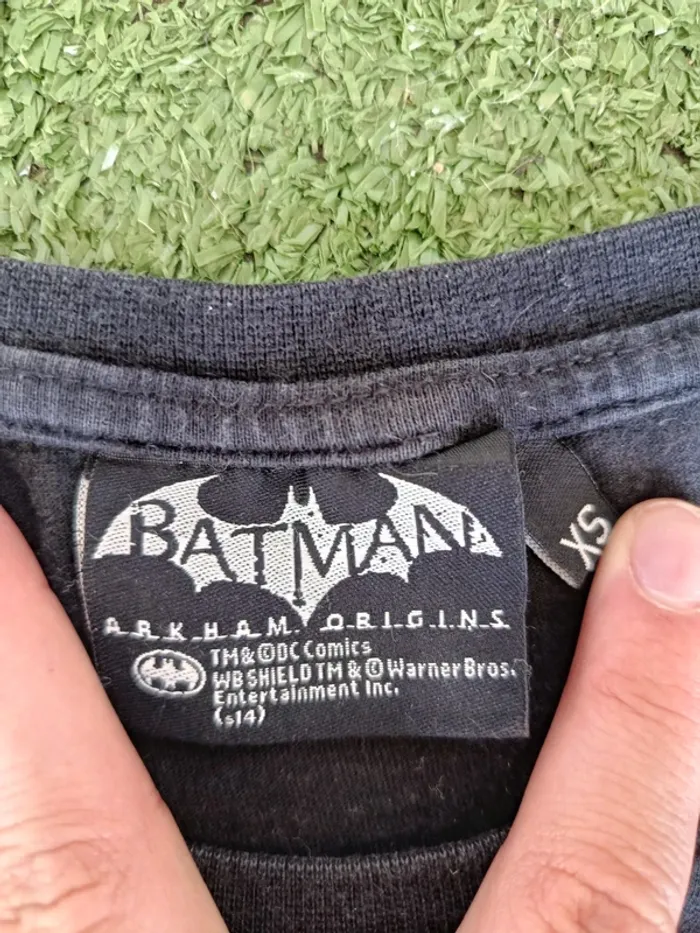 BATMAN
ARKHAM ORIGINS
TM & ©DC Comics
WB SHIELD TM & © Warner Bros.
Entertainment Inc.
(s14)
XS